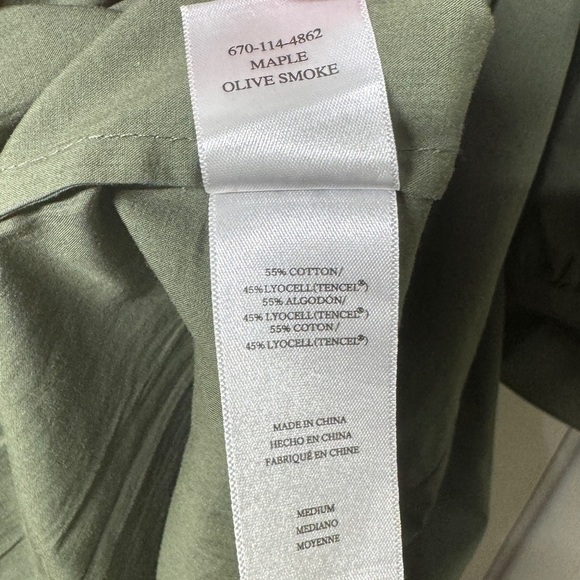 670-114-4862
MAPLE
OLIVE SMOKE
55% COTTON/
45% LYOCELL(TENCEL®)
55% ALGODÓN/
45% LYOCELL(TENCEL®)
55% COTON/
45% LYOCELL(TENCEL®)
MADE IN CHINA
HECHO EN CHINA
FABRIQUÉ EN CHINE
MEDIUM
MEDIANO
MOYENNE